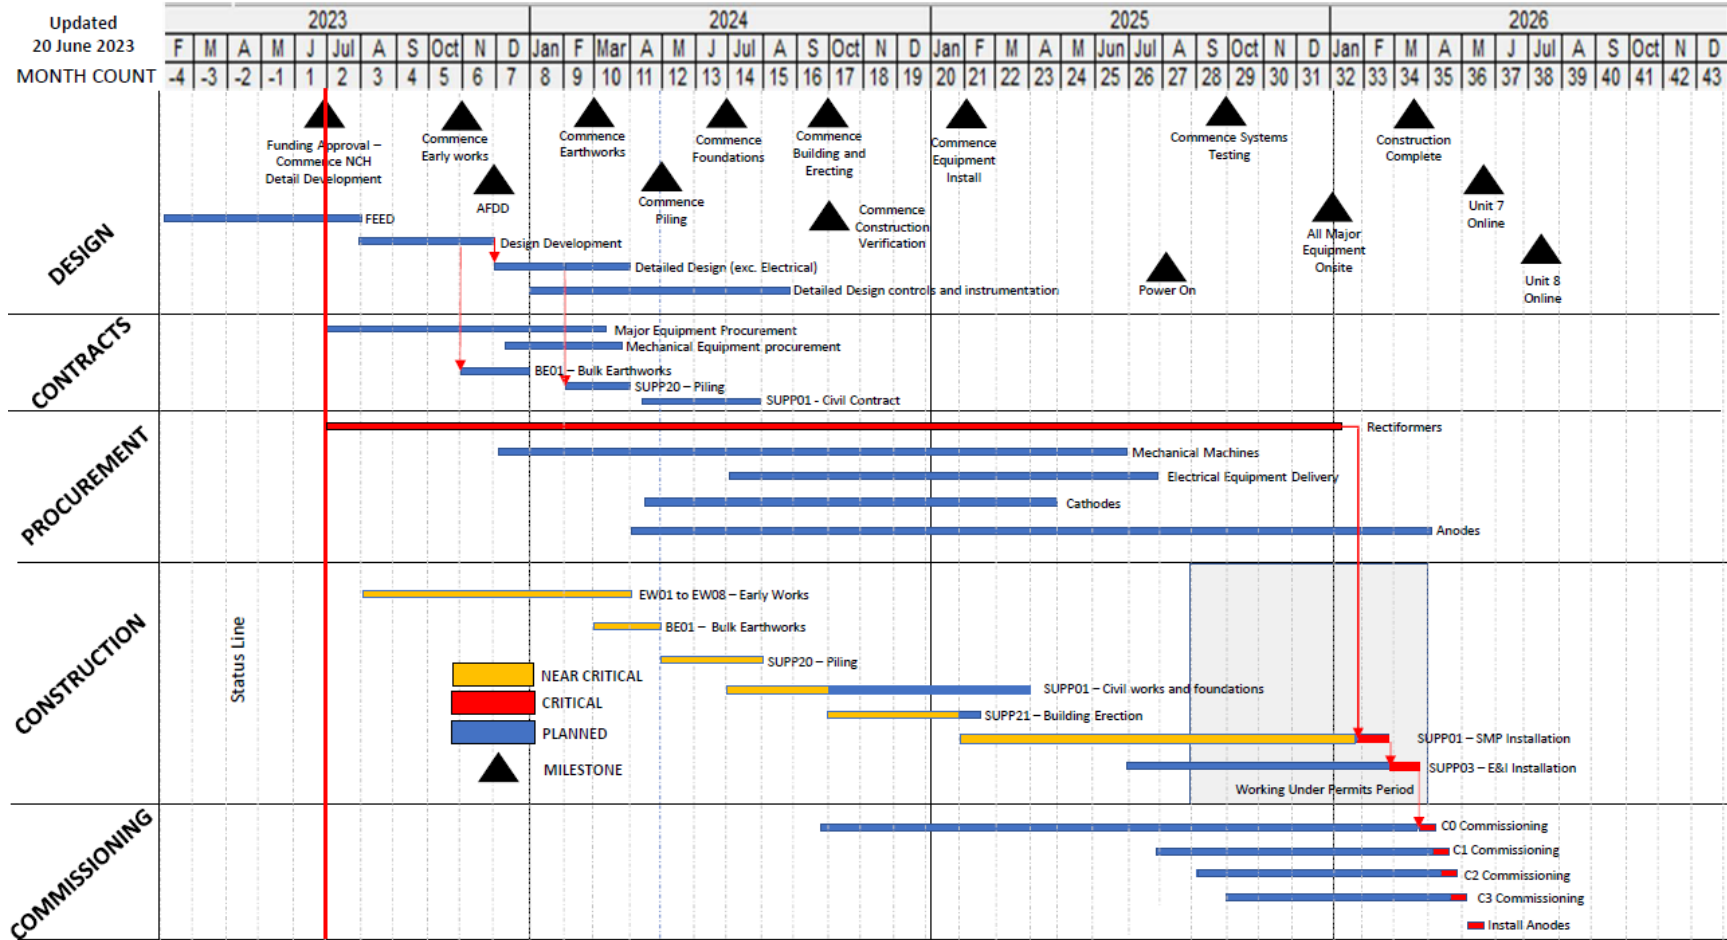 Updated
20 June 2023
2023 2024 2025 2026
F M A M J Jul A S Oct N D Jan F Mar A M J Jul A S Oct N D Jan F M A M Jun Jul A S Oct N D Jan F M A M J Jul A S Oct N D
MONTH COUNT -4 -3 -2 -1 1 2 3 4 5 6 7 8 9 10 11 12 13 14 15 16 17 18 19 20 21 22 23 24 25 26 27 28 29 30 31 32 33 34 35 36 37 38 39 40 41 42 43
Funding Approval –
Commence NCH
Detail Development
Commence
Early works
Commence
Earthworks
Commence
Foundations
Commence
Building and
Erecting
Commence
Equipment
Install
Commence Systems
Testing
Construction
Complete
AFDD
Commence
Piling
Commence
Construction
Verification
Power On
All Major
Equipment
Onsite
Unit 7
Online
Unit 8
Online
DESIGN
FEED
Design Development
Detailed Design (exc. Electrical)
Detailed Design controls and instrumentation
CONTRACTS
Major Equipment Procurement
Mechanical Equipment procurement
BE01 – Bulk Earthworks
SUPP20 – Piling
SUPP01 - Civil Contract
PROCUREMENT
Rectiformers
Mechanical Machines
Electrical Equipment Delivery
Cathodes
Anodes
CONSTRUCTION
Status Line
EW01 to EW08 – Early Works
BE01 – Bulk Earthworks
SUPP20 – Piling
SUPP01 – Civil works and foundations
SUPP21 – Building Erection
SUPP01 – SMP Installation
SUPP03 – E&I Installation
Working Under Permits Period
NEAR CRITICAL
CRITICAL
PLANNED
MILESTONE
COMMISSIONING
C0 Commissioning
C1 Commissioning
C2 Commissioning
C3 Commissioning
Install Anodes